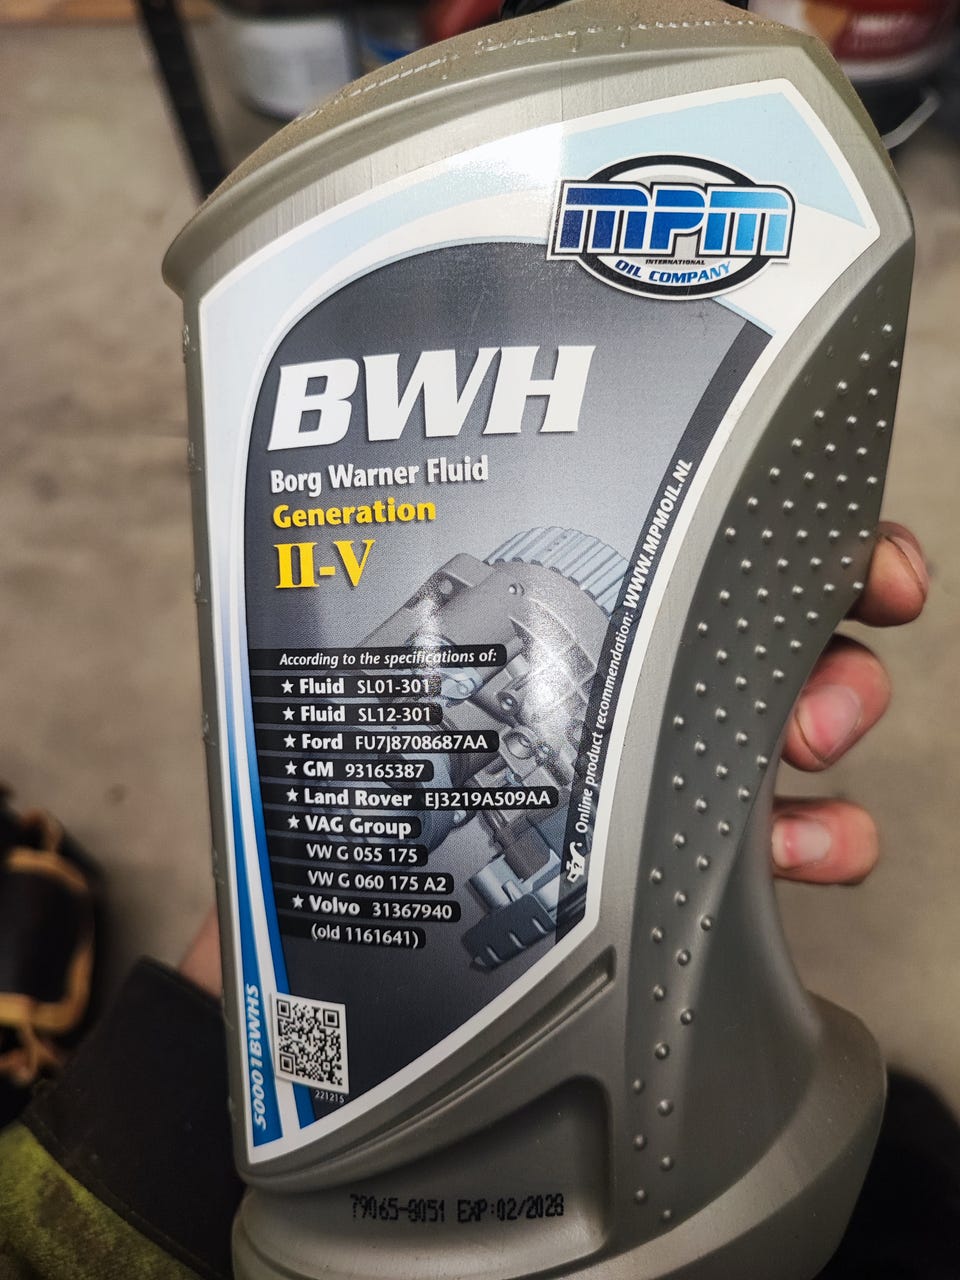 MPM
INTERNATIONAL
OIL COMPANY
BWH
Borg Warner Fluid
Generation
II-V
According to the specifications of:
★ Fluid SL01-301
★ Fluid SL12-301
★ Ford FU7J8708687AA
★ GM 93165387
★ Land Rover EJ3219A509AA
★ VAG Group
VW G 055 175
VW G 060 175 A2
★ Volvo 31367940
(old 1161641)
Online product recommendation: WWW.MPMOIL.NL
50001BWHS
221215
79065-8051 EXP:02/2028